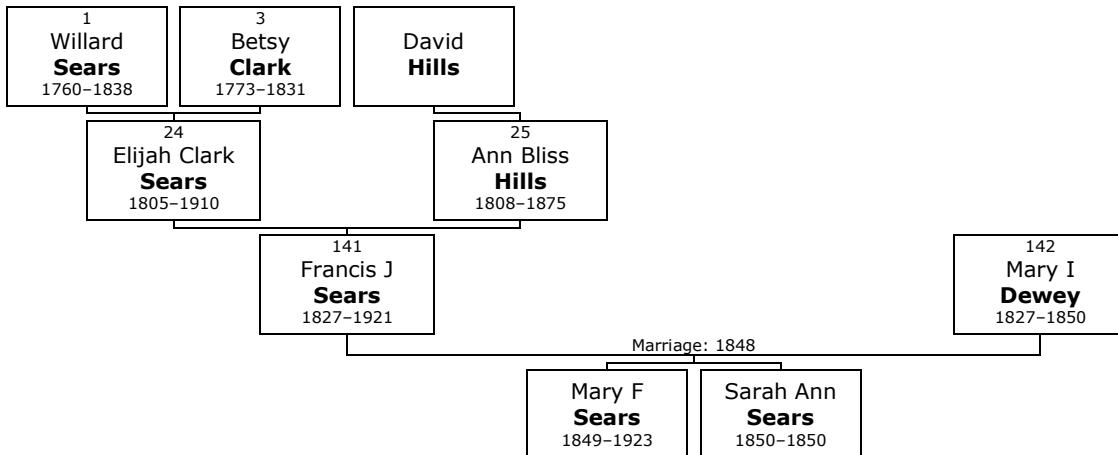 1
Willard
Sears
1760–1838
3
Betsy
Clark
1773–1831
David
Hills
24
Elijah Clark
Sears
1805–1910
25
Ann Bliss
Hills
1808–1875
141
Francis J
Sears
1827–1921
142
Mary I
Dewey
1827–1850
Marriage: 1848
Mary F
Sears
1849–1923
Sarah Ann
Sears
1850–1850